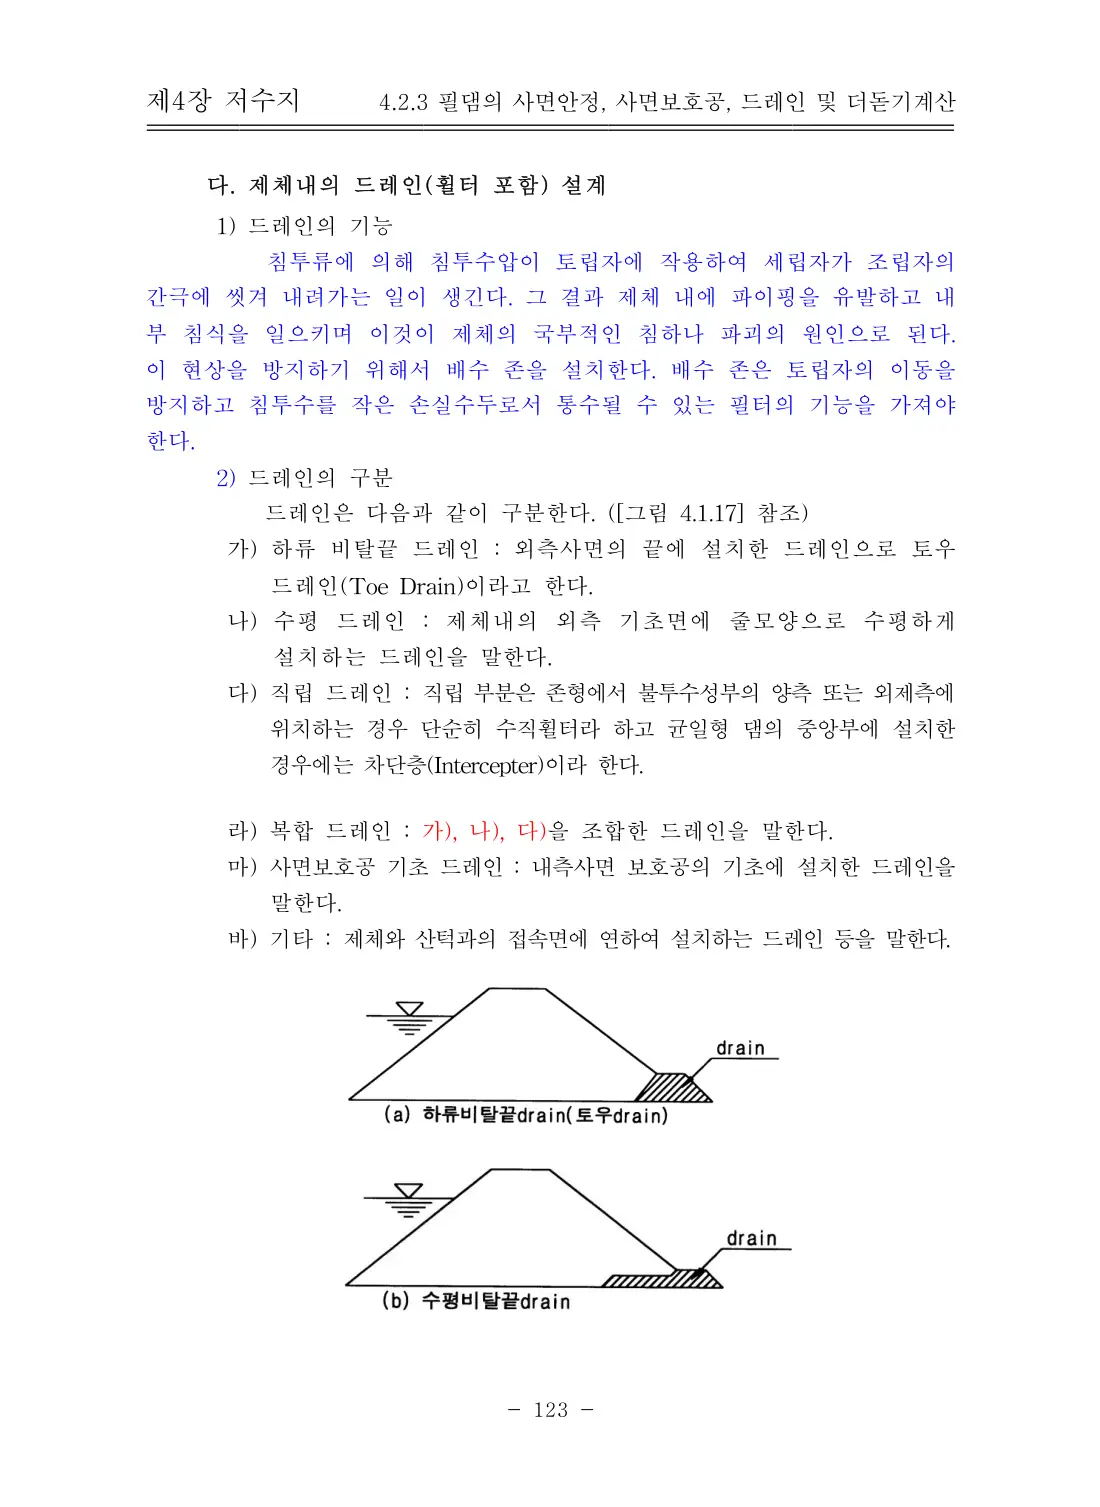 제4장 저수지 4.2.3 필댐의 사면안정, 사면보호공, 드레인 및 더돋기계산
다. 제체내의 드레인(휠터 포함) 설계
1) 드레인의 기능
침투류에 의해 침투수압이 토립자에 작용하여 세립자가 조립자의
간극에 씻겨 내려가는 일이 생긴다. 그 결과 제체 내에 파이핑을 유발하고 내
부 침식을 일으키며 이것이 제체의 국부적인 침하나 파괴의 원인으로 된다.
이 현상을 방지하기 위해서 배수 존을 설치한다. 배수 존은 토립자의 이동을
방지하고 침투수를 작은 손실수두로서 통수될 수 있는 필터의 기능을 가져야
한다.
2) 드레인의 구분
드레인은 다음과 같이 구분한다. ([그림 4.1.17] 참조)
가) 하류 비탈끝 드레인 : 외측사면의 끝에 설치한 드레인으로 토우
드레인(Toe Drain)이라고 한다.
나) 수평 드레인 : 제체내의 외측 기초면에 줄모양으로 수평하게
설치하는 드레인을 말한다.
다) 직립 드레인 : 직립 부분은 존형에서 불투수성부의 양측 또는 외제측에
위치하는 경우 단순히 수직휠터라 하고 균일형 댐의 중앙부에 설치한
경우에는 차단층(Intercepter)이라 한다.
라) 복합 드레인 : 가), 나), 다)을 조합한 드레인을 말한다.
마) 사면보호공 기초 드레인 : 내측사면 보호공의 기초에 설치한 드레인을
말한다.
바) 기타 : 제체와 산턱과의 접속면에 연하여 설치하는 드레인 등을 말한다.
drain
(a) 하류비탈끝drain(토우drain)
drain
(b) 수평비탈끝drain
- 123 -